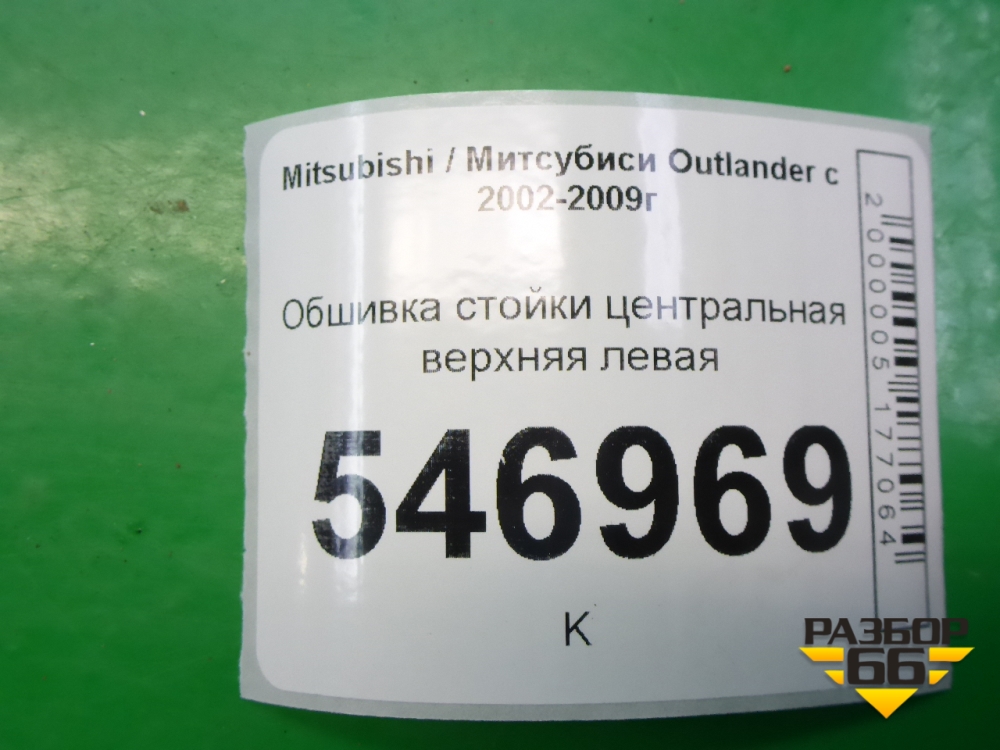 Mitsubishi / Митсубиси Outlander с
2002-2009г
Обшивка стойки центральная
верхняя левая
546969
К
2000005177064
РАЗБОР
66